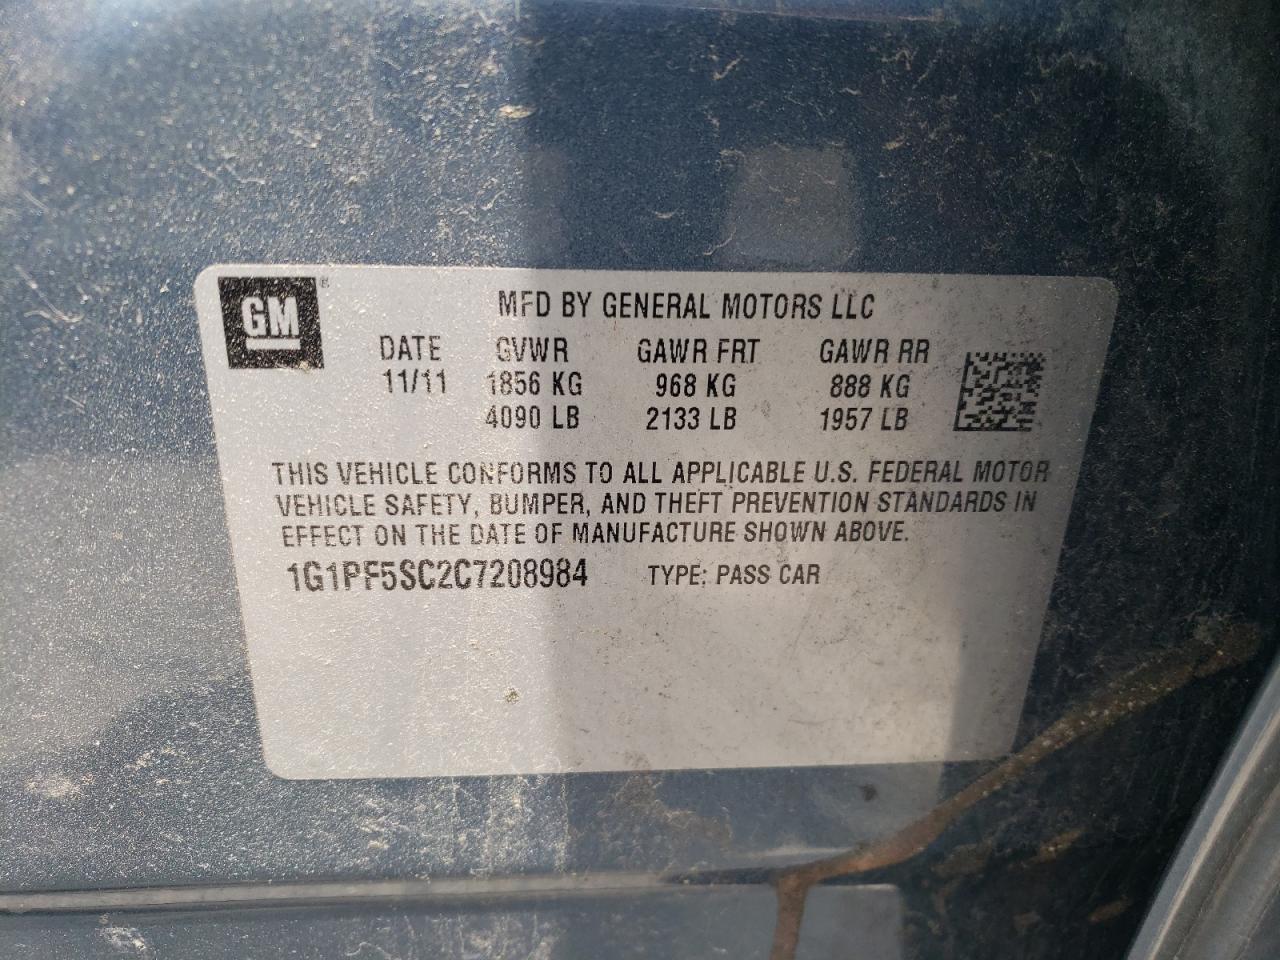 GM ®
MFD BY GENERAL MOTORS LLC
DATE GVWR GAWR FRT GAWR RR
11/11 1856 KG 968 KG 888 KG
4090 LB 2133 LB 1957 LB
THIS VEHICLE CONFORMS TO ALL APPLICABLE U.S. FEDERAL MOTOR
VEHICLE SAFETY, BUMPER, AND THEFT PREVENTION STANDARDS IN
EFFECT ON THE DATE OF MANUFACTURE SHOWN ABOVE.
1G1PF5SC2C7208984 TYPE: PASS CAR